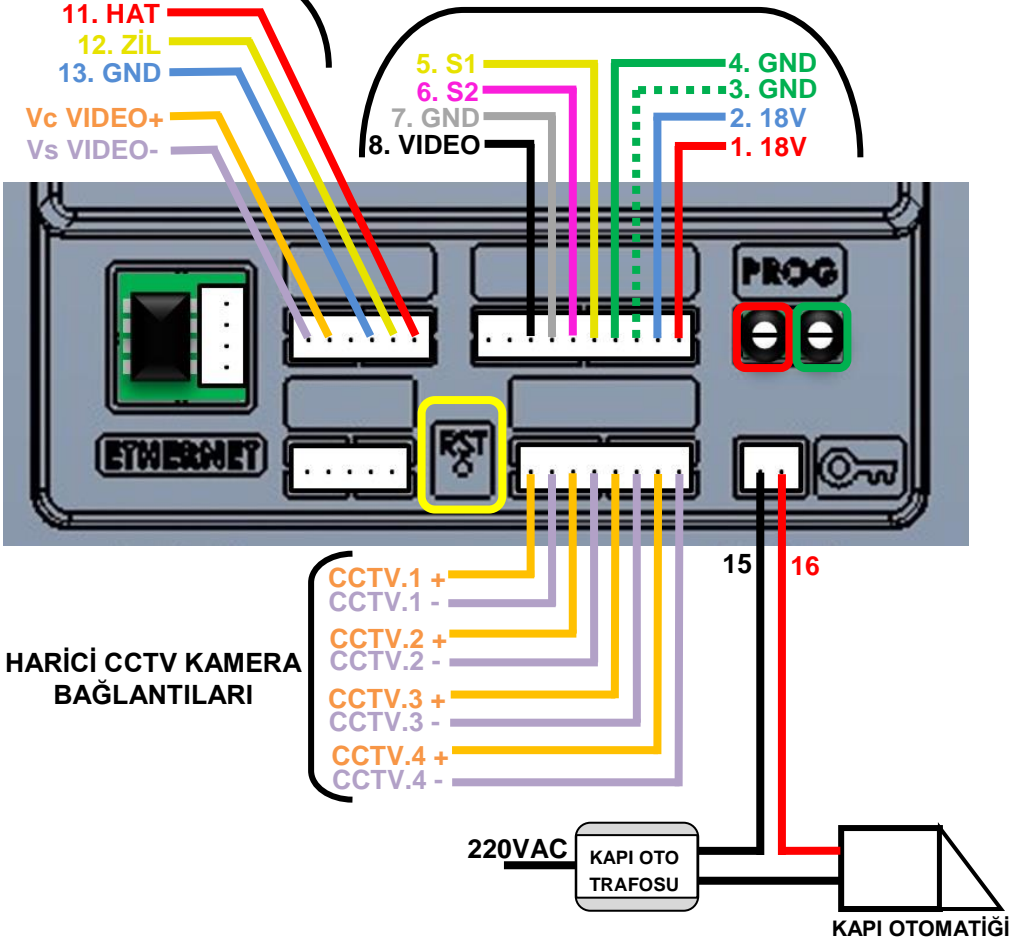 11. HAT
12. ZİL
13. GND
Vc VIDEO+
Vs VIDEO-
5. S1
6. S2
7. GND
8. VIDEO
4. GND
3. GND
2. 18V
1. 18V
PROG
ETHERNET
RST
15
16
CCTV.1 +
CCTV.1 -
CCTV.2 +
CCTV.2 -
CCTV.3 +
CCTV.3 -
CCTV.4 +
CCTV.4 -
HARİCİ CCTV KAMERA
BAĞLANTILARI
220VAC
KAPI OTO
TRAFOSU
KAPI OTOMATİĞİ